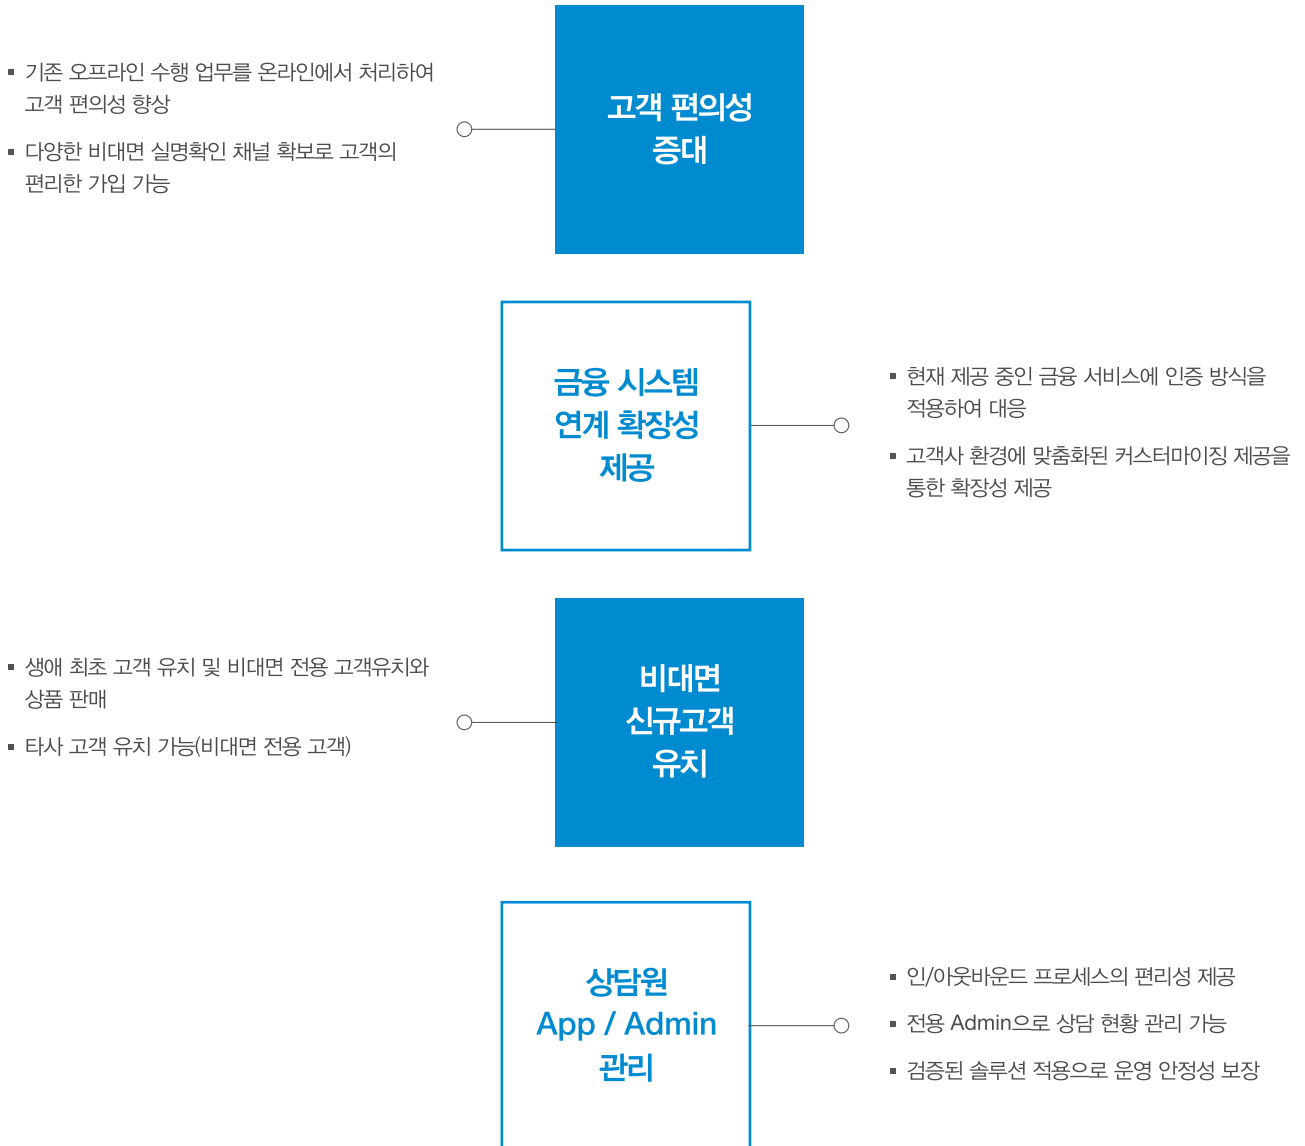 기존 오프라인 수행 업무를 온라인에서 처리하여
고객 편의성 향상
다양한 비대면 실명확인 채널 확보로 고객의
편리한 가입 가능
고객 편의성
증대
금융 시스템
연계 확장성
제공
현재 제공 중인 금융 서비스에 인증 방식을
적용하여 대응
고객사 환경에 맞춤화된 커스터마이징 제공을
통한 확장성 제공
생애 최초 고객 유치 및 비대면 전용 고객유치와
상품 판매
타사 고객 유치 가능(비대면 전용 고객)
비대면
신규고객
유치
상담원
App / Admin
관리
인/아웃바운드 프로세스의 편리성 제공
전용 Admin으로 상담 현황 관리 가능
검증된 솔루션 적용으로 운영 안정성 보장